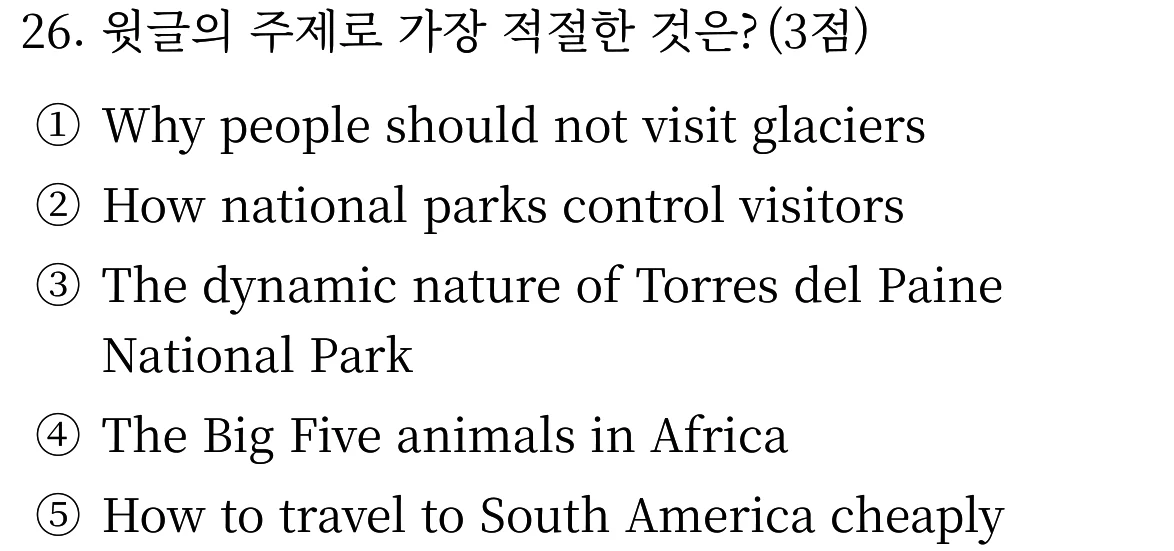 26. 윗글의 주제로 가장 적절한 것은? (3점)
① Why people should not visit glaciers
② How national parks control visitors
③ The dynamic nature of Torres del Paine
National Park
④ The Big Five animals in Africa
⑤ How to travel to South America cheaply